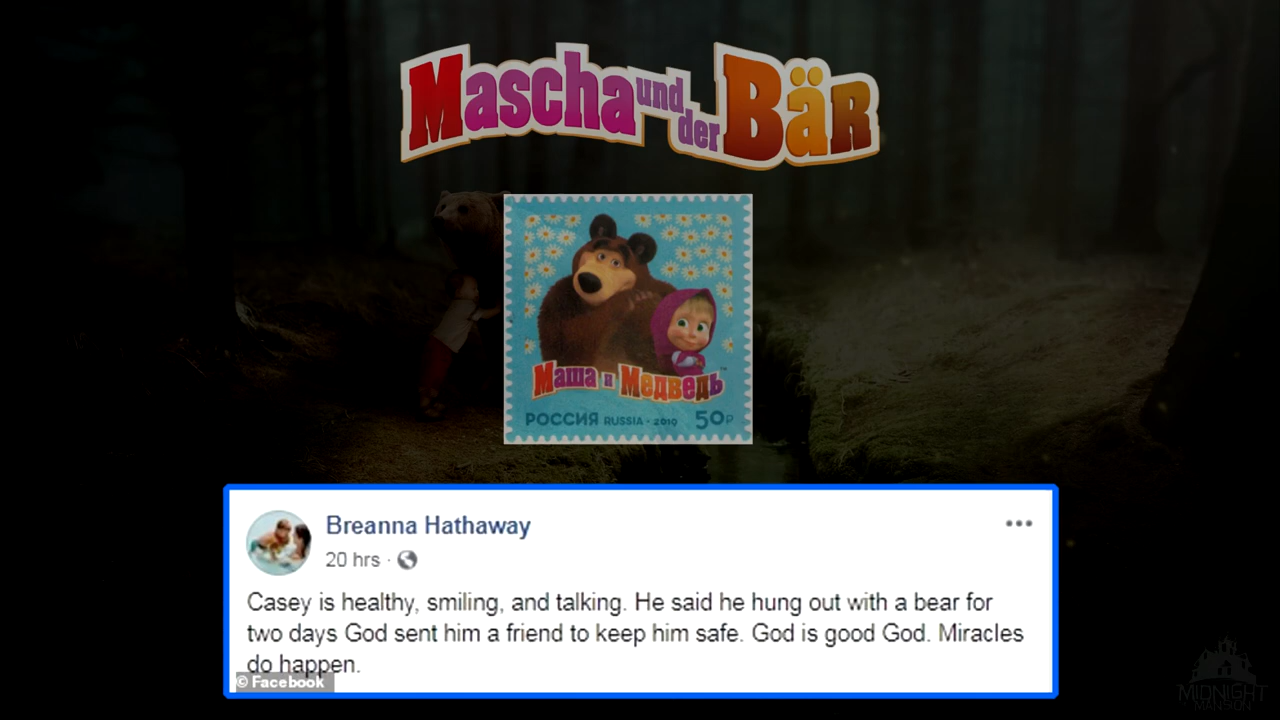 Mascha und der Bär
Маша и Медведь
РОССИЯ RUSSIA - 2019 50₽
Breanna Hathaway
20 hrs ·
Casey is healthy, smiling, and talking. He said he hung out with a bear for
two days God sent him a friend to keep him safe. God is good God. Miracles
do happen.
© Facebook
MIDNIGHT
MANSION